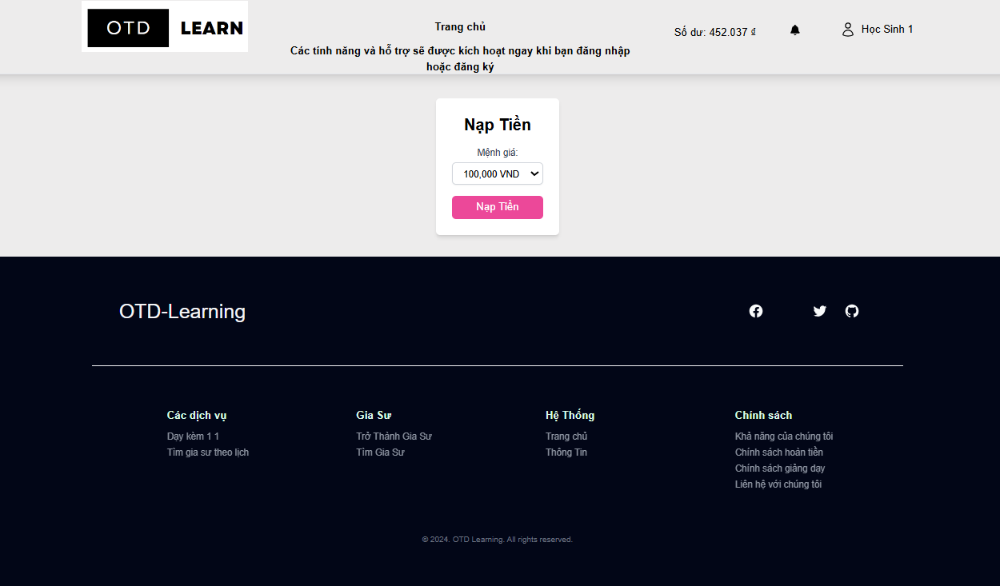 OTD LEARN
Trang chủ
Các tính năng và hỗ trợ sẽ được kích hoạt ngay khi bạn đăng nhập
hoặc đăng ký
Số dư: 452.037 ₫
Học Sinh 1
Nạp Tiền
Mệnh giá:
100,000 VND
Nạp Tiền
OTD-Learning
Các dịch vụ
Dạy kèm 1 1
Tìm gia sư theo lịch
Gia Sư
Trở Thành Gia Sư
Tìm Gia Sư
Hệ Thống
Trang chủ
Thông Tin
Chính sách
Khả năng của chúng tôi
Chính sách hoàn tiền
Chính sách giảng dạy
Liên hệ với chúng tôi
© 2024. OTD Learning. All rights reserved.